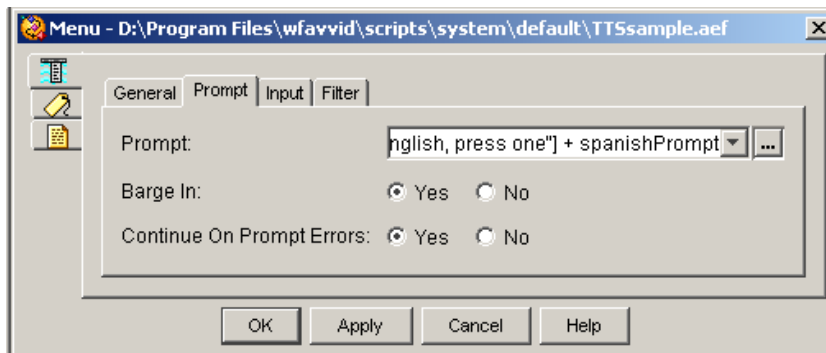 Menu - D:\Program Files\wfavvid\scripts\system\default\TTSsample.aef
General Prompt Input Filter
Prompt: nglish, press one"] + spanishPrompt ...
Barge In: Yes No
Continue On Prompt Errors: Yes No
OK Apply Cancel Help